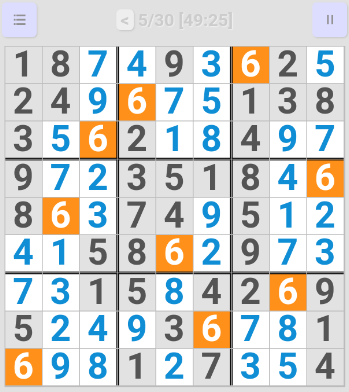 < 5/30 [49:25]
1 8 7 4 9 3 6 2 5
2 4 9 6 7 5 1 3 8
3 5 6 2 1 8 4 9 7
9 7 2 3 5 1 8 4 6
8 6 3 7 4 9 5 1 2
4 1 5 8 6 2 9 7 3
7 3 1 5 8 4 2 6 9
5 2 4 9 3 6 7 8 1
6 9 8 1 2 7 3 5 4